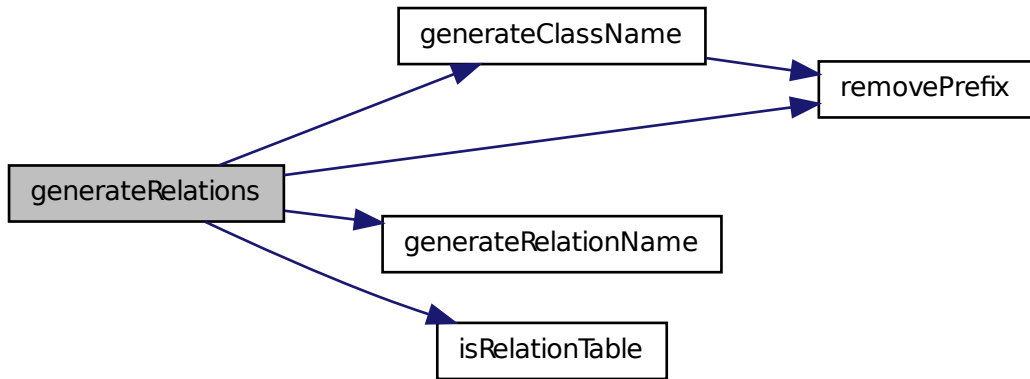 generateClassName
removePrefix
generateRelations
generateRelationName
isRelationTable